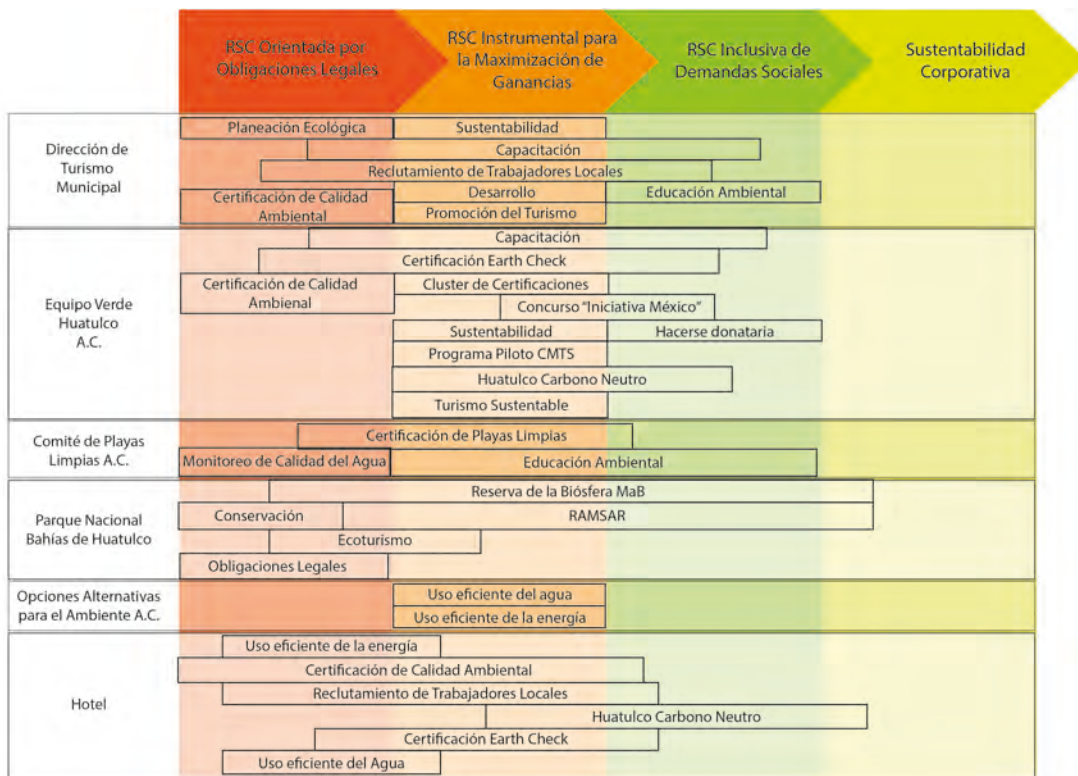 RSC Orientada por
Obligaciones Legales
RSC Instrumental para
la Maximización de
Ganancias
RSC Inclusiva de
Demandas Sociales
Sustentabilidad
Corporativa
Dirección de
Turismo
Municipal
Planeación Ecológica
Sustentabilidad
Capacitación
Reclutamiento de Trabajadores Locales
Certificación de Calidad
Ambiental
Desarrollo
Educación Ambiental
Promoción del Turismo
Equipo Verde
Huatulco
A.C.
Capacitación
Certificación Earth Check
Certificación de Calidad
Ambienal
Cluster de Certificaciones
Concurso "Iniciativa México"
Sustentabilidad
Hacerse donataria
Programa Piloto CMTS
Huatulco Carbono Neutro
Turismo Sustentable
Comité de Playas
Limpias A.C.
Certificación de Playas Limpias
Monitoreo de Calidad del Agua
Educación Ambiental
Parque Nacional
Bahías de Huatulco
Reserva de la Biósfera MaB
Conservación
RAMSAR
Ecoturismo
Obligaciones Legales
Opciones Alternativas
para el Ambiente A.C.
Uso eficiente del agua
Uso eficiente de la energía
Hotel
Uso eficiente de la energía
Certificación de Calidad Ambiental
Reclutamiento de Trabajadores Locales
Huatulco Carbono Neutro
Certificación Earth Check
Uso eficiente del Agua